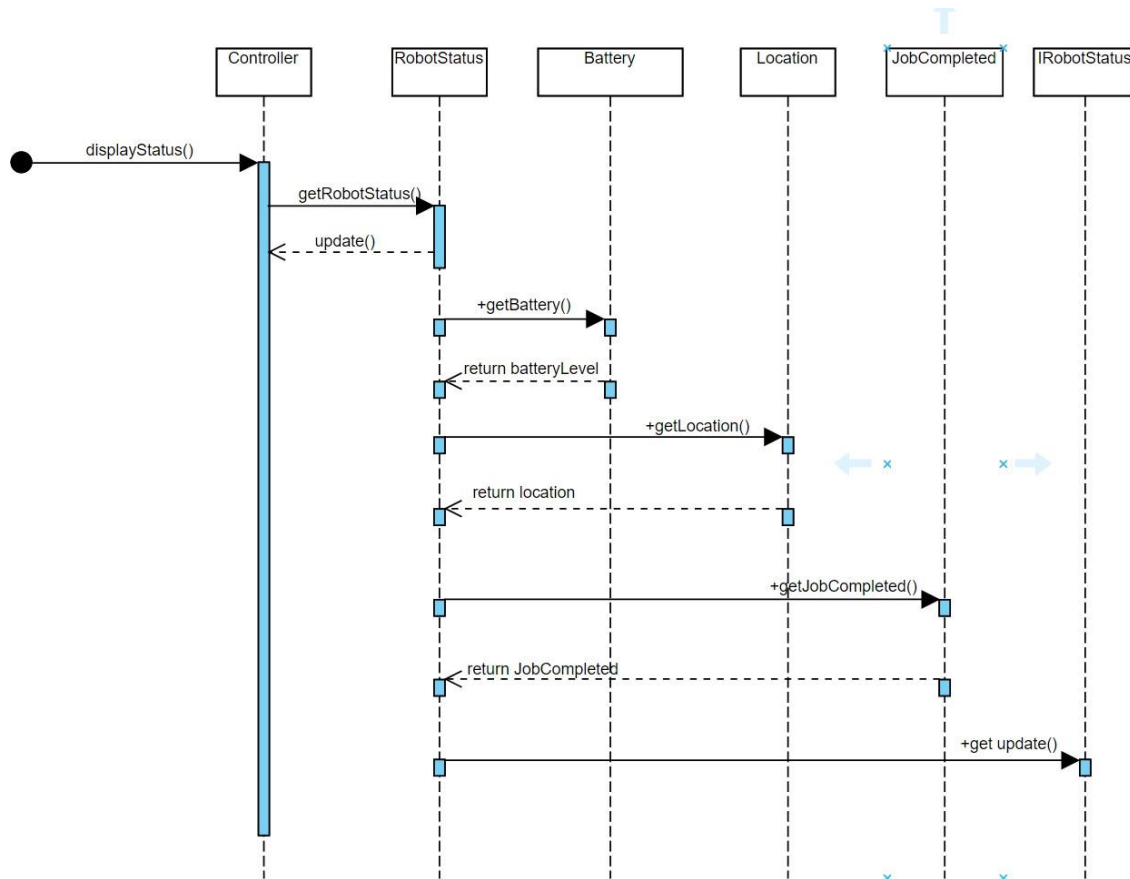 Controller
RobotStatus
Battery
Location
JobCompleted
IRobotStatus
displayStatus()
getRobotStatus()
update()
+getBattery()
return batteryLevel
+getLocation()
return location
+getJobCompleted()
return JobCompleted
+get update()